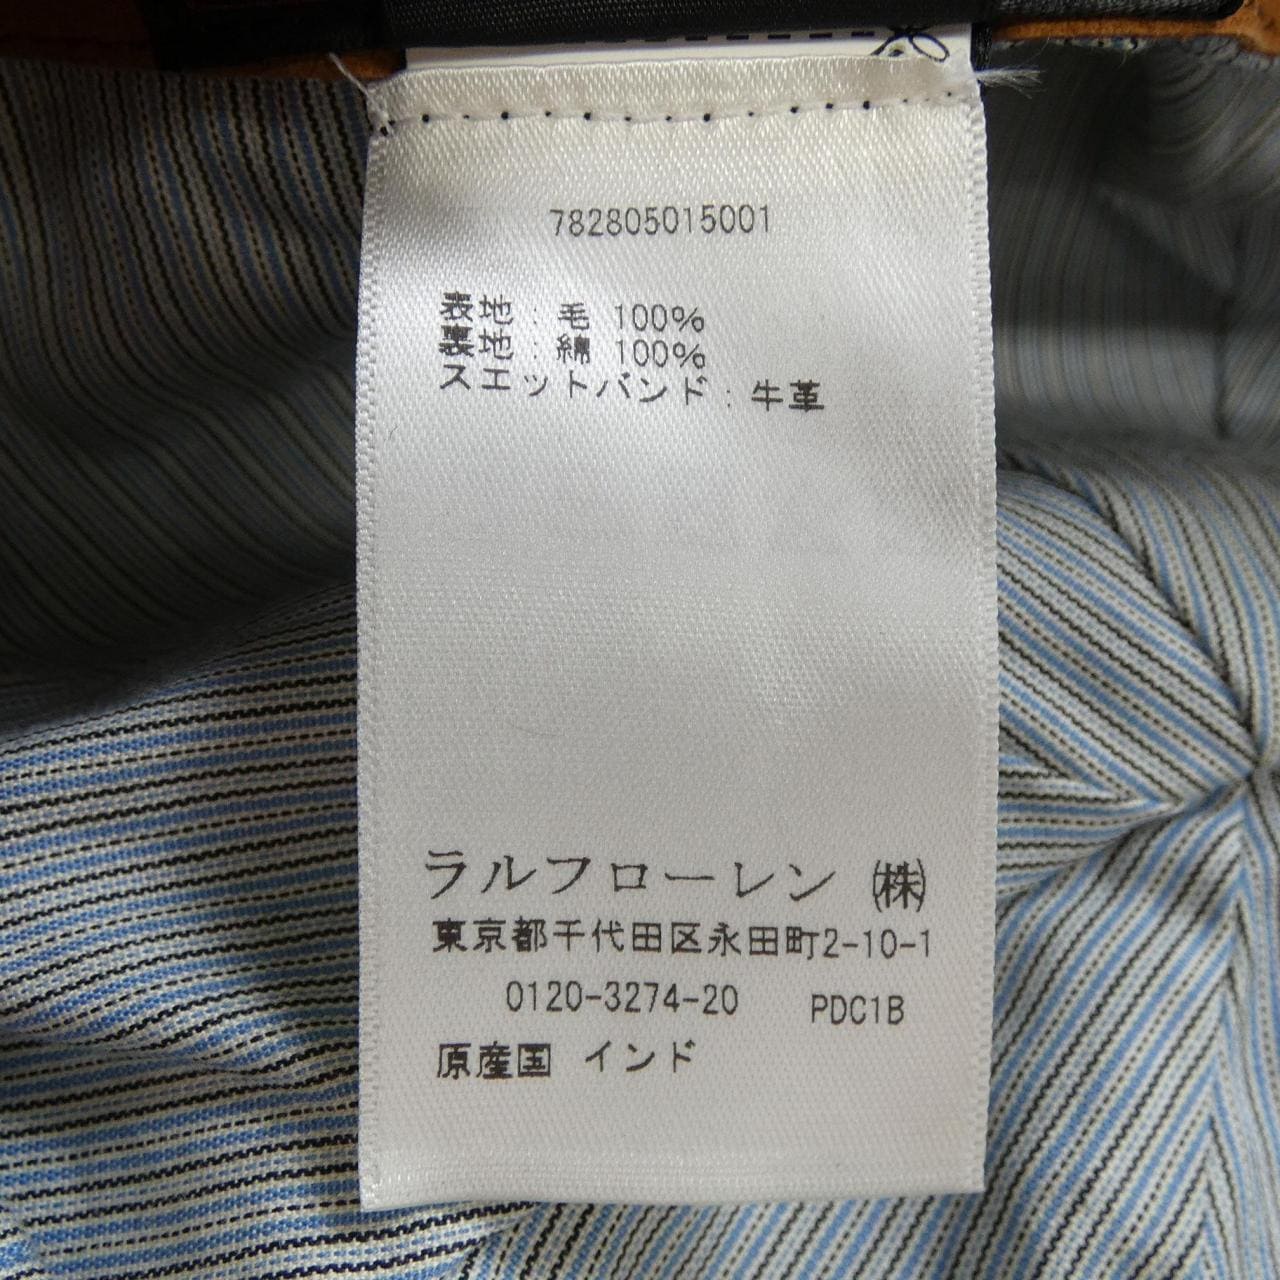 782805015001
表地 : 毛 100%
裏地 : 綿 100%
スエットバンド : 牛革
ラルフローレン ㈱
東京都千代田区永田町2-10-1
0120-3274-20 PDC1B
原産国 インド